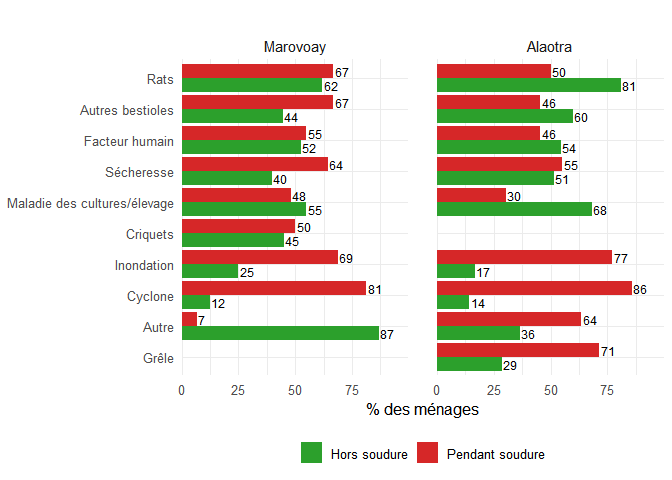 Marovoay Alaotra
Rats 67 50
62 81
Autres bestioles 67 46
44 60
Facteur humain 55 46
52 54
Sécheresse 64 55
40 51
Maladie des cultures/élevage 48 30
55 68
Criquets 50
45
Inondation 69 77
25 17
Cyclone 81 86
12 14
Autre 7 64
87 36
Grêle 71
29
0 25 50 75 0 25 50 75
% des ménages
Hors soudure Pendant soudure